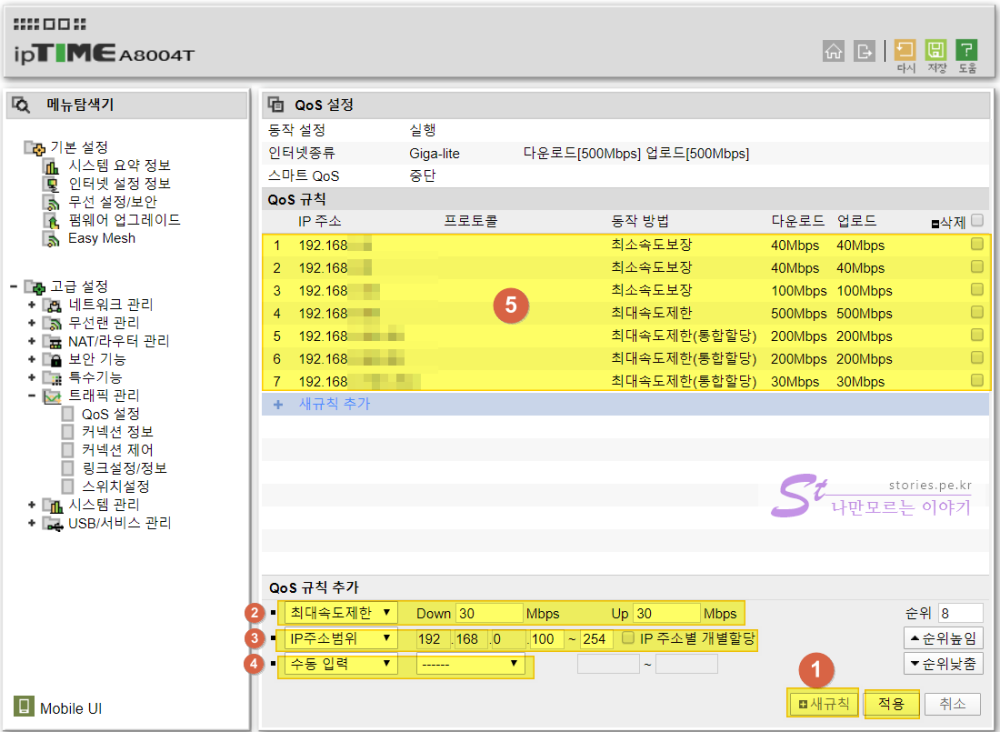 ipTIME A8004T
다시 저장 도움
메뉴탐색기
기본 설정
시스템 요약 정보
인터넷 설정 정보
무선 설정/보안
펌웨어 업그레이드
Easy Mesh
고급 설정
네트워크 관리
무선랜 관리
NAT/라우터 관리
보안 기능
특수기능
트래픽 관리
QoS 설정
커넥션 정보
커넥션 제어
링크설정/정보
스위치설정
시스템 관리
USB/서비스 관리
Mobile UI
QoS 설정
동작 설정 실행
인터넷종류 Giga-lite 다운로드[500Mbps] 업로드[500Mbps]
스마트 QoS 중단
QoS 규칙
IP 주소 프로토콜 동작 방법 다운로드 업로드 삭제
1 192.168 최소속도보장 40Mbps 40Mbps
2 192.168 최소속도보장 40Mbps 40Mbps
3 192.168 최소속도보장 100Mbps 100Mbps
4 192.168 최대속도제한 500Mbps 500Mbps
5 192.168 최대속도제한(통합할당) 200Mbps 200Mbps
6 192.168 최대속도제한(통합할당) 200Mbps 200Mbps
7 192.168 최대속도제한(통합할당) 30Mbps 30Mbps
5
+ 새규칙 추가
St stories.pe.kr
나만모르는 이야기
QoS 규칙 추가
2 최대속도제한 ▼ Down 30 Mbps Up 30 Mbps 순위 8
3 IP주소범위 ▼ 192 .168 .0 .100 ~ 254 IP 주소별 개별할당 순위높임
4 수동 입력 ▼ ------ ▼ ~ 순위낮춤
1
새규칙 적용 취소